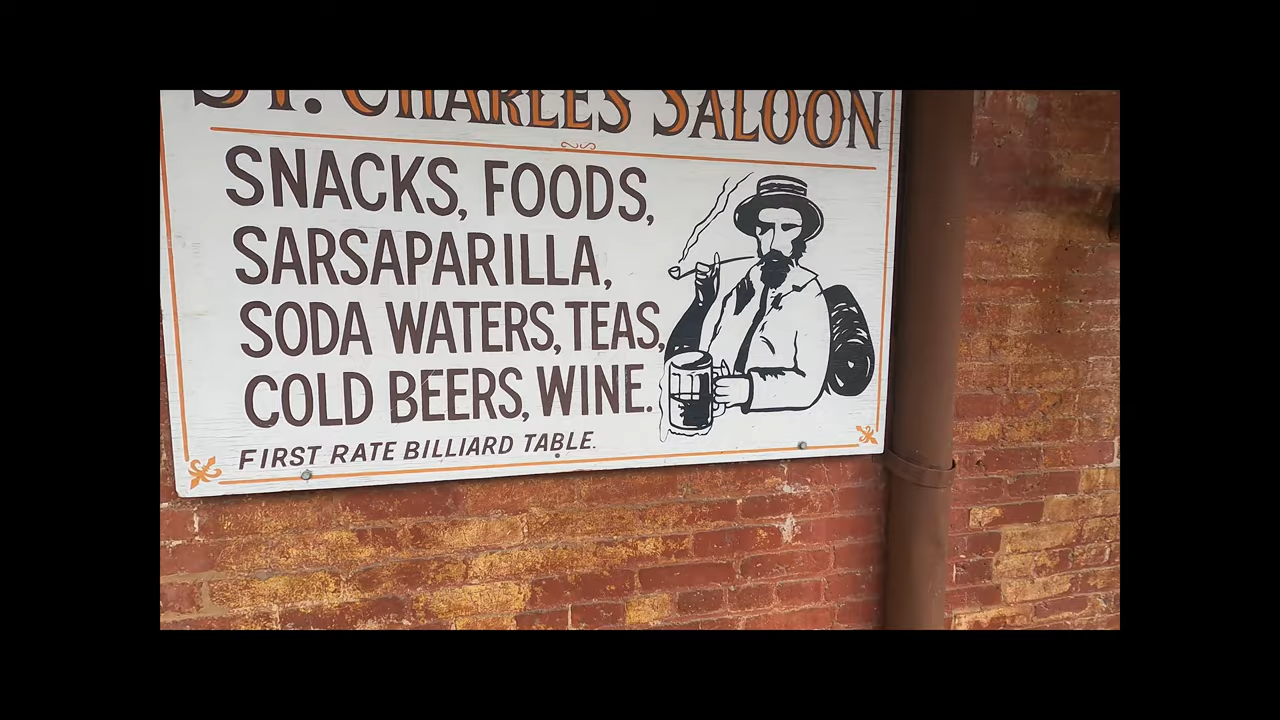 ST. CHARLES SALOON
SNACKS, FOODS,
SARSAPARILLA,
SODA WATERS, TEAS,
COLD BEERS, WINE.
FIRST RATE BILLIARD TABLE.